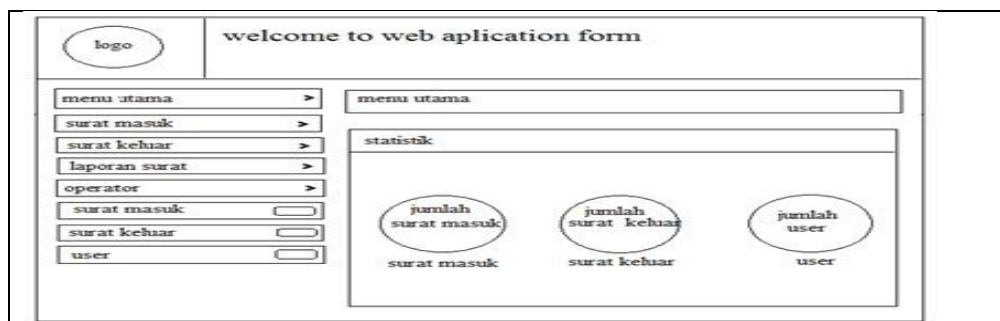 logo
welcome to web aplication form
menu utama >
surat masuk >
surat keluar >
laporan surat >
operator >
surat masuk
surat keluar
user
menu utama
statistik
jumlah
surat masuk
jumlah
surat keluar
jumlah
user
surat masuk
surat keluar
user